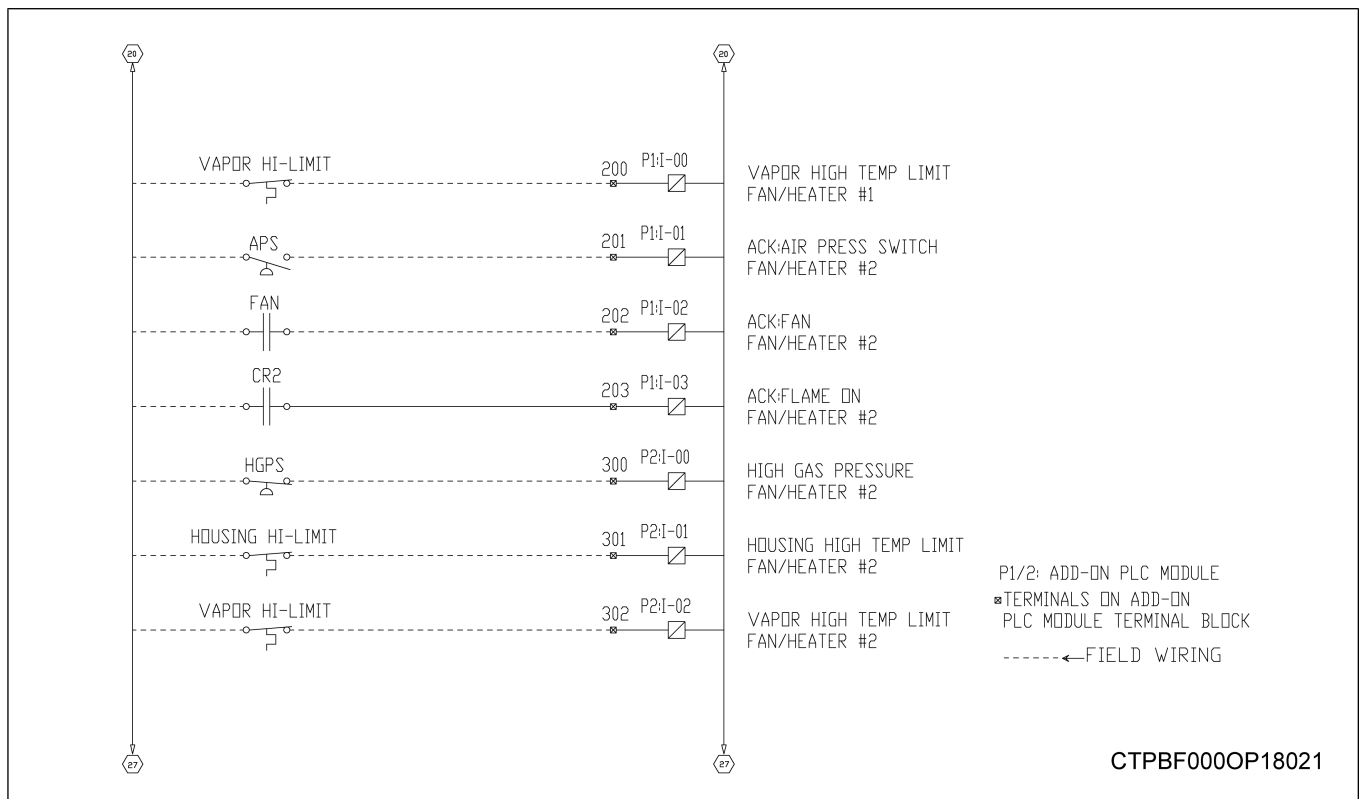 20
20
VAPOR HI-LIMIT
200
P1:I-00
VAPOR HIGH TEMP LIMIT
FAN/HEATER #1
APS
201
P1:I-01
ACK:AIR PRESS SWITCH
FAN/HEATER #2
FAN
202
P1:I-02
ACK:FAN
FAN/HEATER #2
CR2
203
P1:I-03
ACK:FLAME ON
FAN/HEATER #2
HGPS
300
P2:I-00
HIGH GAS PRESSURE
FAN/HEATER #2
HOUSING HI-LIMIT
301
P2:I-01
HOUSING HIGH TEMP LIMIT
FAN/HEATER #2
VAPOR HI-LIMIT
302
P2:I-02
VAPOR HIGH TEMP LIMIT
FAN/HEATER #2
P1/2: ADD-ON PLC MODULE
TERMINALS ON ADD-ON
PLC MODULE TERMINAL BLOCK
FIELD WIRING
27
27
CTPBF000OP18021